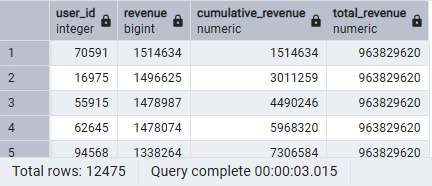 user_id revenue cumulative_revenue total_revenue
integer bigint numeric numeric
1 70591 1514634 1514634 963829620
2 16975 1496625 3011259 963829620
3 55915 1478987 4490246 963829620
4 62645 1478074 5968320 963829620
5 94568 1338264 7306584 963829620
Total rows: 12475 Query complete 00:00:03.015